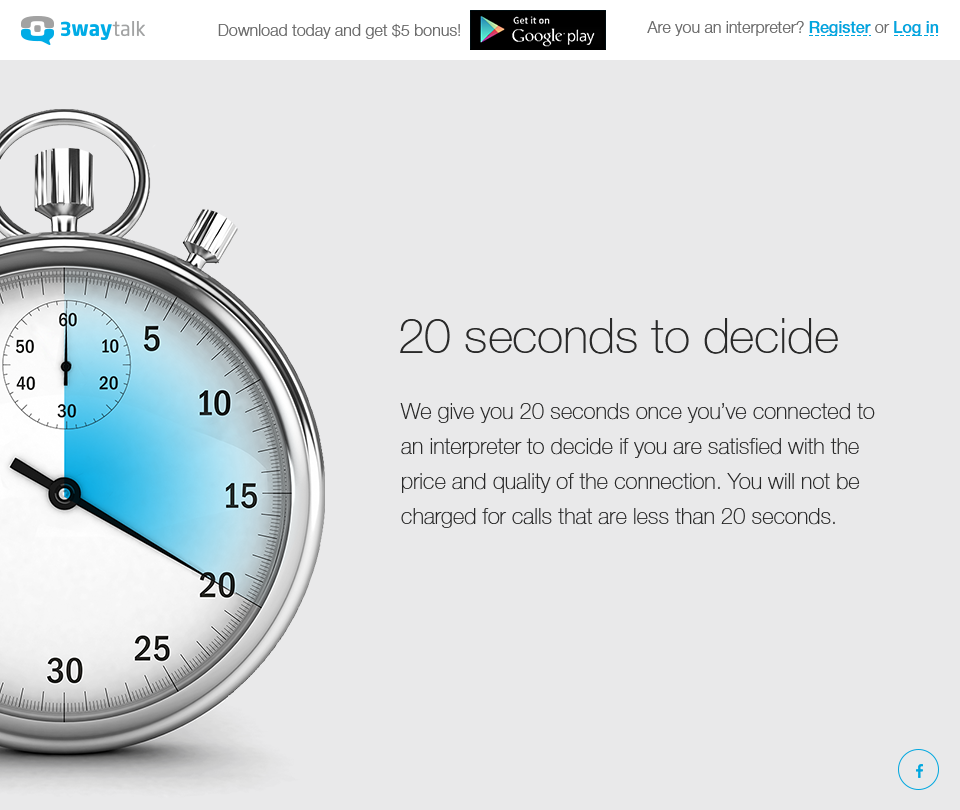 3waytalk
Download today and get $5 bonus!
Get it on
Google play
Are you an interpreter? Register or Log in
60
50
10
40
20
30
5
10
15
20
25
30
20 seconds to decide
We give you 20 seconds once you’ve connected to
an interpreter to decide if you are satisfied with the
price and quality of the connection. You will not be
charged for calls that are less than 20 seconds.
f